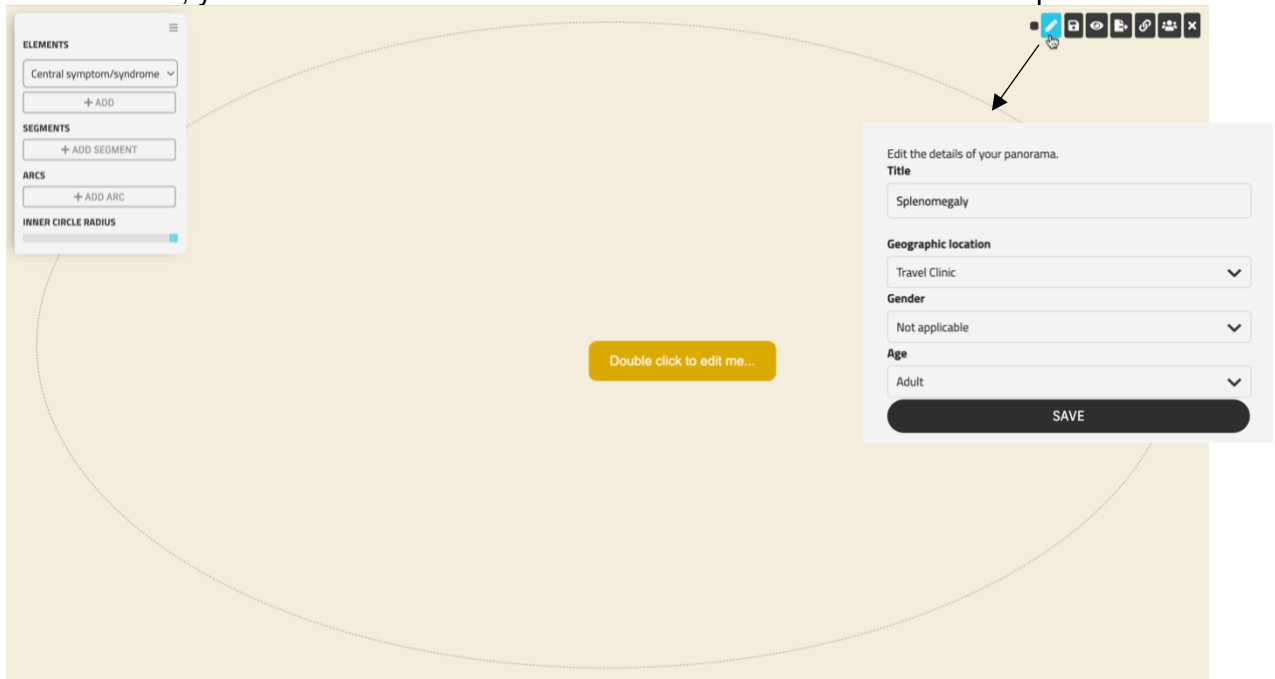 ELEMENTS
Central symptom/syndrome
+ ADD
SEGMENTS
+ ADD SEGMENT
ARCS
+ ADD ARC
INNER CIRCLE RADIUS
Double click to edit me...
Edit the details of your panorama.
Title
Splenomegaly
Geographic location
Travel Clinic
Gender
Not applicable
Age
Adult
SAVE